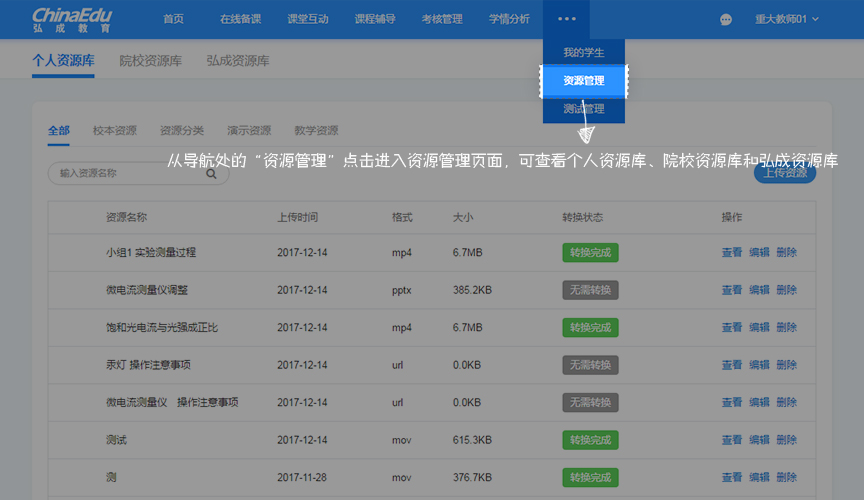 ChinaEdu
弘成教育
首页 在线备课 课堂互动 课程辅导 考核管理 学情分析 ••• 重大教师01
我的学生
资源管理
测试管理
个人资源库 院校资源库 弘成资源库
全部 校本资源 资源分类 演示资源 教学资源
从导航处的“资源管理”点击进入资源管理页面，可查看个人资源库、院校资源库和弘成资源库
输入资源名称 上传资源
资源名称 上传时间 格式 大小 转换状态 操作
小组1 实验测量过程 2017-12-14 mp4 6.7MB 转换完成 查看 编辑 删除
微电流测量仪调整 2017-12-14 pptx 385.2KB 无需转换 查看 编辑 删除
饱和光电流与光强成正比 2017-12-14 mp4 6.7MB 转换完成 查看 编辑 删除
汞灯 操作注意事项 2017-12-14 url 0.0KB 无需转换 查看 编辑 删除
微电流测量仪 操作注意事项 2017-12-14 url 0.0KB 无需转换 查看 编辑 删除
测试 2017-12-14 mov 615.3KB 转换完成 查看 编辑 删除
测 2017-11-28 mov 376.7KB 转换完成 查看 编辑 删除